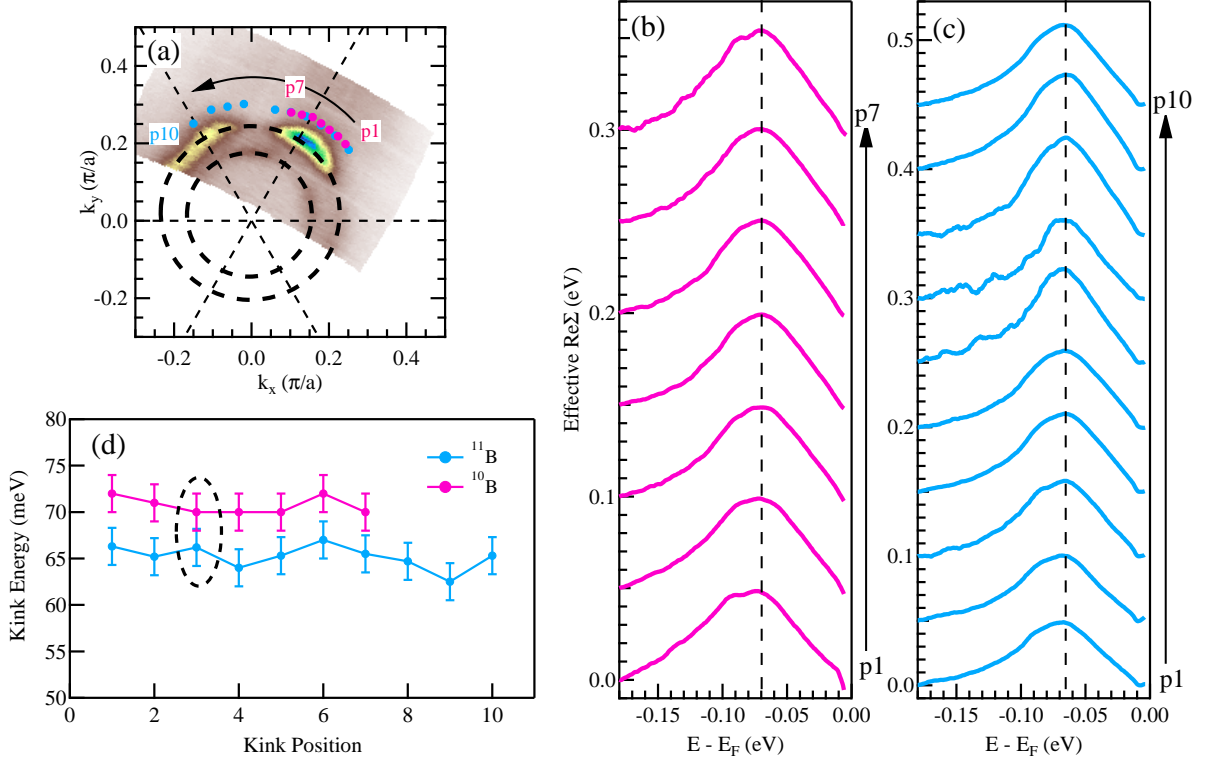 (a)
0.4
0.2
0.0
-0.2
k_y (π/a)
-0.2
0.0
0.2
0.4
k_x (π/a)
p7
p1
p10
(b)
0.3
0.2
0.1
0.0
Effective ReΣ (eV)
-0.15
-0.10
-0.05
0.00
E - E_F (eV)
p7
p1
(c)
0.5
0.4
0.3
0.2
0.1
0.0
-0.15
-0.10
-0.05
0.00
E - E_F (eV)
p10
p1
(d)
80
75
70
65
60
55
50
Kink Energy (meV)
¹¹B
¹⁰B
0
2
4
6
8
10
Kink Position